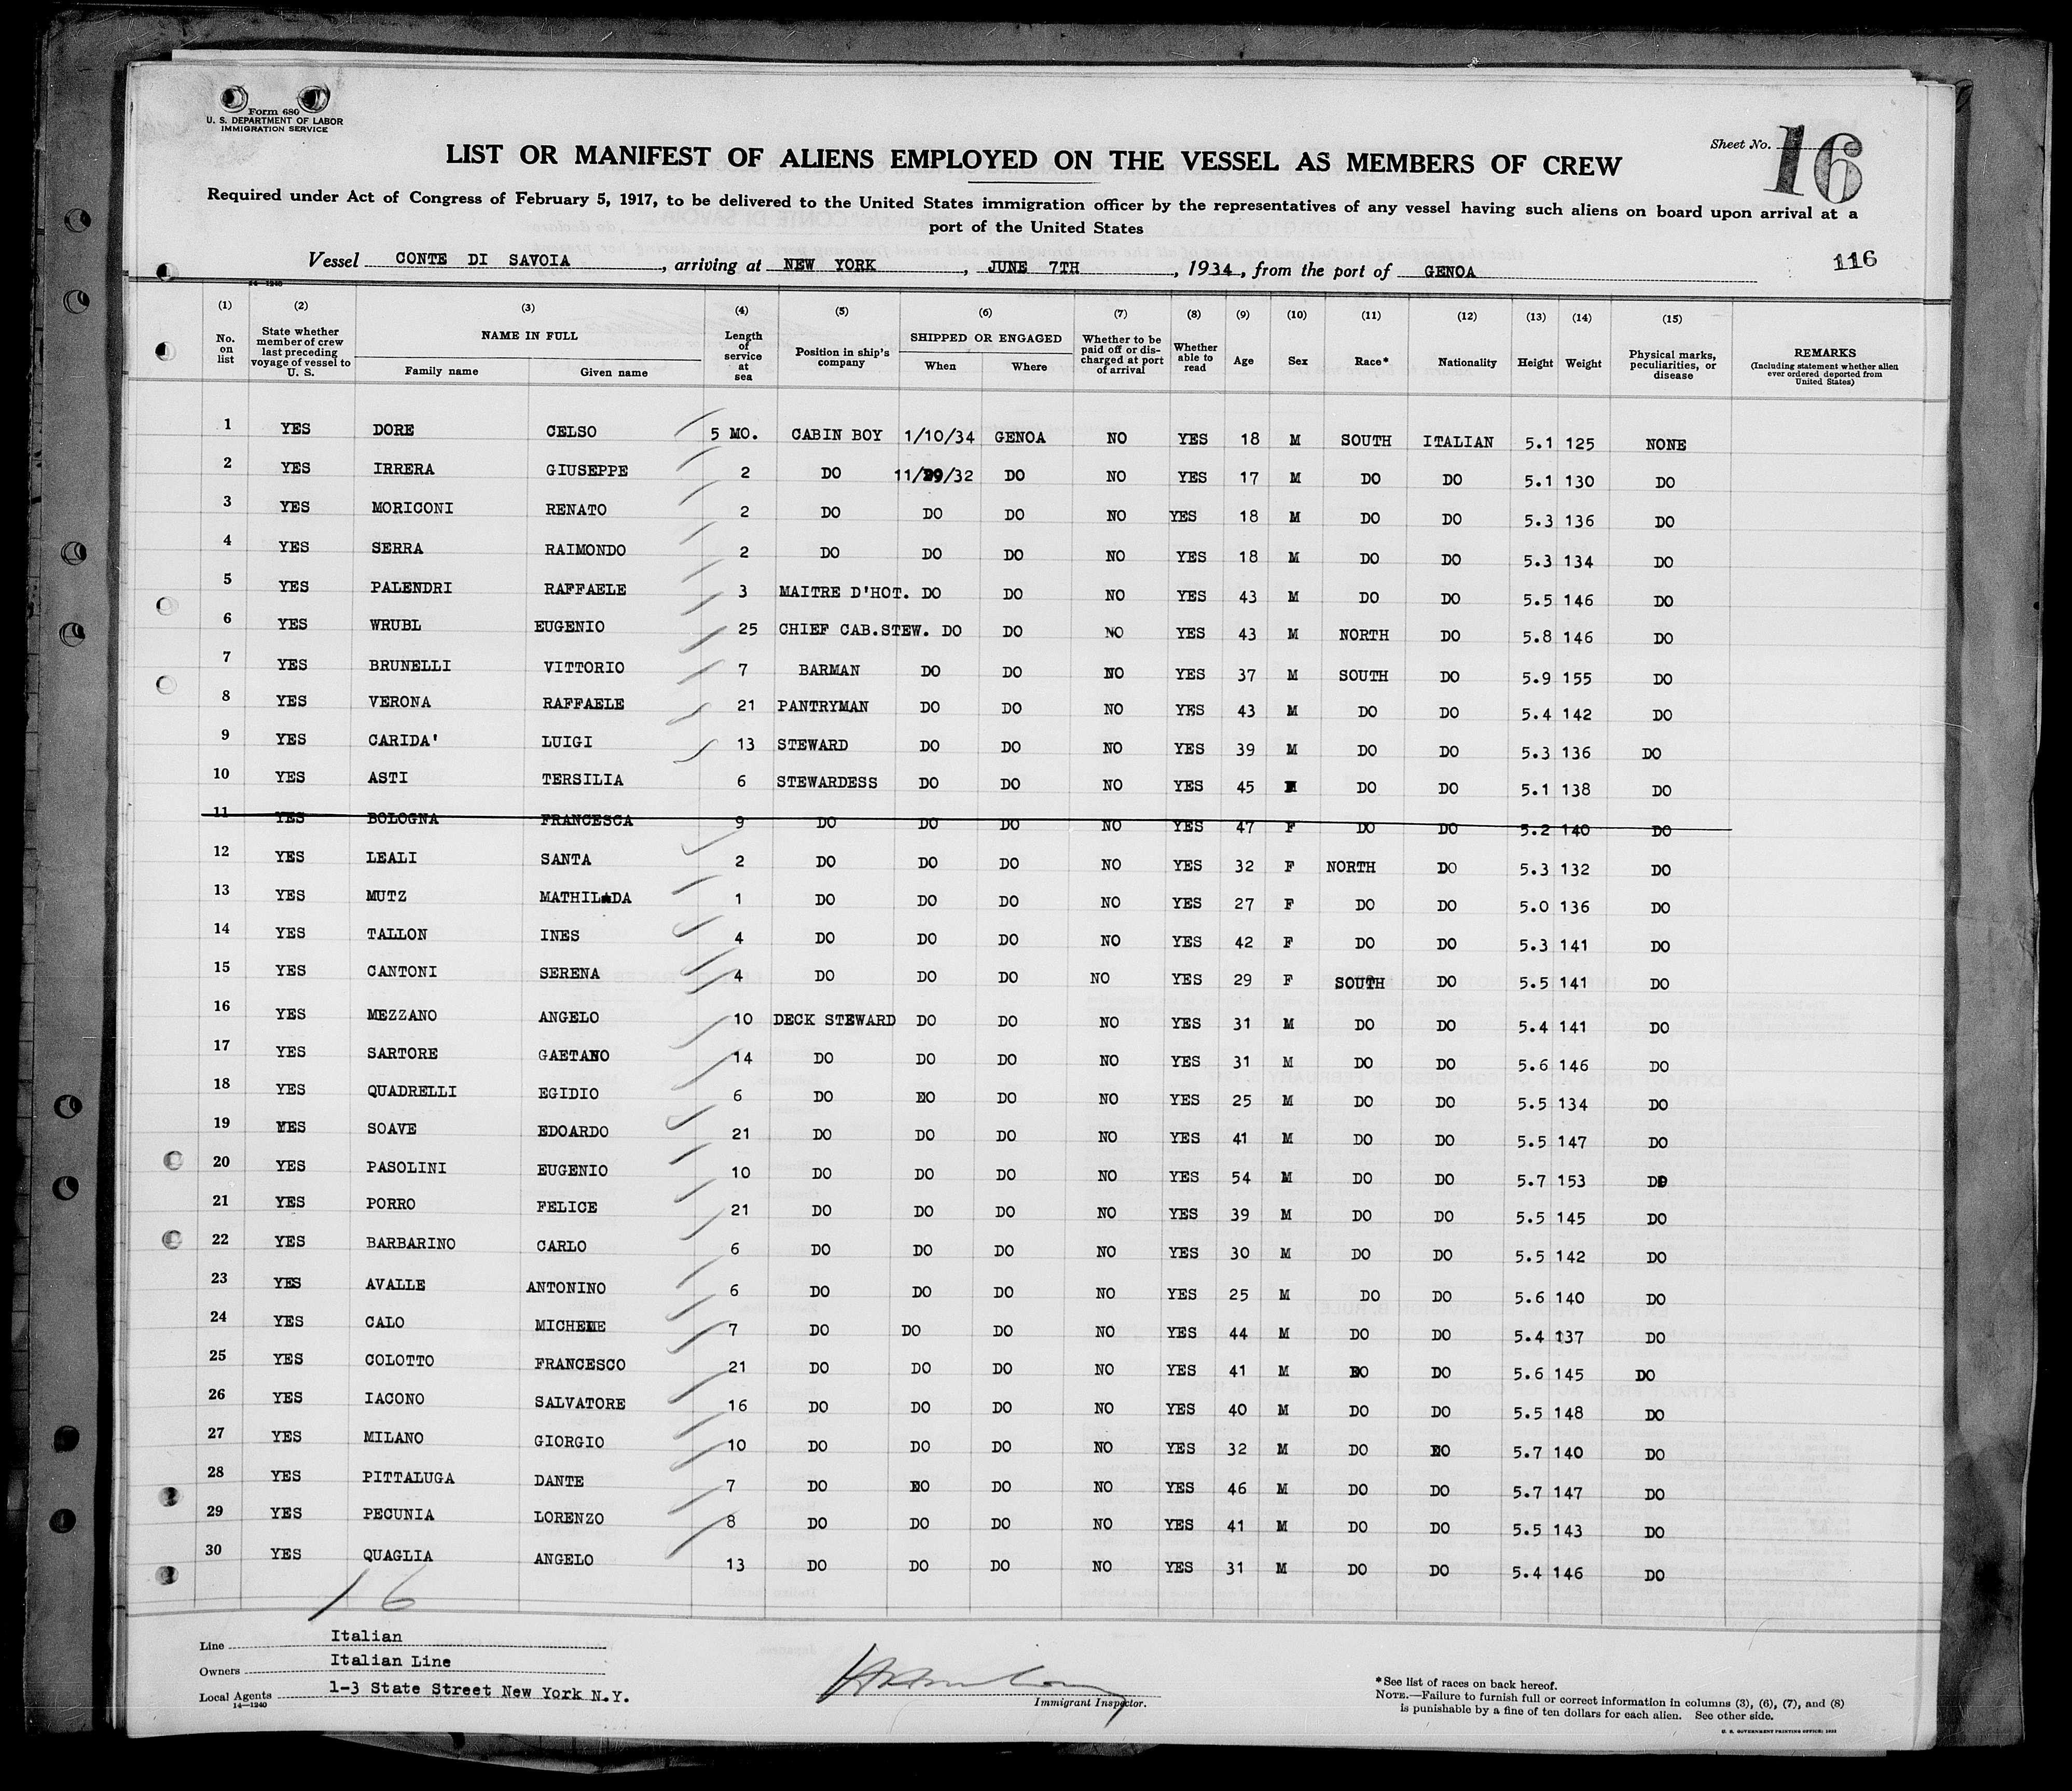 Form 680
U. S. DEPARTMENT OF LABOR
IMMIGRATION SERVICE
Sheet No. 16
LIST OR MANIFEST OF ALIENS EMPLOYED ON THE VESSEL AS MEMBERS OF CREW
Required under Act of Congress of February 5, 1917, to be delivered to the United States immigration officer by the representatives of any vessel having such aliens on board upon arrival at a
port of the United States
Vessel CONTE DI SAVOIA, arriving at NEW YORK, JUNE 7TH, 1934, from the port of GENOA
116
14—1240
(1) (2) (3) (4) (5) (6) (7) (8) (9) (10) (11) (12) (13) (14) (15)
No. on list
State whether member of crew last preceding voyage of vessel to U. S.
NAME IN FULL
Family name Given name
Length of service at sea
Position in ship's company
SHIPPED OR ENGAGED
When Where
Whether to be paid off or discharged at port of arrival
Whether able to read
Age Sex Race* Nationality Height Weight
Physical marks, peculiarities, or disease
REMARKS
(Including statement whether alien ever ordered deported from United States)
1 YES DORE CELSO 5 MO. CABIN BOY 1/10/34 GENOA NO YES 18 M SOUTH ITALIAN 5.1 125 NONE
2 YES IRRERA GIUSEPPE 2 DO 11/29/32 DO NO YES 17 M DO DO 5.1 130 DO
3 YES MORICONI RENATO 2 DO DO DO NO YES 18 M DO DO 5.3 136 DO
4 YES SERRA RAIMONDO 2 DO DO DO NO YES 18 M DO DO 5.3 134 DO
5 YES PALENDRI RAFFAELE 3 MAITRE D'HOT. DO DO NO YES 43 M DO DO 5.5 146 DO
6 YES WRUBL EUGENIO 25 CHIEF CAB.STEW. DO DO NO YES 43 M NORTH DO 5.8 146 DO
7 YES BRUNELLI VITTORIO 7 BARMAN DO DO NO YES 37 M SOUTH DO 5.9 155 DO
8 YES VERONA RAFFAELE 21 PANTRYMAN DO DO NO YES 43 M DO DO 5.4 142 DO
9 YES CARIDA' LUIGI 13 STEWARD DO DO NO YES 39 M DO DO 5.3 136 DO
10 YES ASTI TERSILIA 6 STEWARDESS DO DO NO YES 45 DO DO 5.1 138 DO
11 YES BOLOGNA FRANCESCA 9 DO DO DO NO YES 47 F DO DO 5.2 140 DO
12 YES LEALI SANTA 2 DO DO DO NO YES 32 F NORTH DO 5.3 132 DO
13 YES MUTZ MATHILDA 1 DO DO DO NO YES 27 F DO DO 5.0 136 DO
14 YES TALLON INES 4 DO DO DO NO YES 42 F DO DO 5.3 141 DO
15 YES CANTONI SERENA 4 DO DO DO NO YES 29 F SOUTH DO 5.5 141 DO
16 YES MEZZANO ANGELO 10 DECK STEWARD DO DO NO YES 31 M DO DO 5.4 141 DO
17 YES SARTORE GAETANO 14 DO DO DO NO YES 31 M DO DO 5.6 146 DO
18 YES QUADRELLI EGIDIO 6 DO DO DO NO YES 25 M DO DO 5.5 134 DO
19 YES SOAVE EDOARDO 21 DO DO DO NO YES 41 M DO DO 5.5 147 DO
20 YES PASOLINI EUGENIO 10 DO DO DO NO YES 54 M DO DO 5.7 153 DO
21 YES PORRO FELICE 21 DO DO DO NO YES 39 M DO DO 5.5 145 DO
22 YES BARBARINO CARLO 6 DO DO DO NO YES 30 M DO DO 5.5 142 DO
23 YES AVALLE ANTONINO 6 DO DO DO NO YES 25 M DO DO 5.6 140 DO
24 YES CALO MICHELE 7 DO DO DO NO YES 44 M DO DO 5.4 137 DO
25 YES COLOTTO FRANCESCO 21 DO DO DO NO YES 41 M DO DO 5.6 145 DO
26 YES IACONO SALVATORE 16 DO DO DO NO YES 40 M DO DO 5.5 148 DO
27 YES MILANO GIORGIO 10 DO DO DO NO YES 32 M DO DO 5.7 140 DO
28 YES PITTALUGA DANTE 7 DO DO DO NO YES 46 M DO DO 5.7 147 DO
29 YES PECUNIA LORENZO 8 DO DO DO NO YES 41 M DO DO 5.5 143 DO
30 YES QUAGLIA ANGELO 13 DO DO DO NO YES 31 M DO DO 5.4 146 DO
16
Line Italian
Owners Italian Line
Local Agents 1-3 State Street New York N.Y.
14—1240
Immigrant Inspector.
*See list of races on back hereof.
NOTE.—Failure to furnish full or correct information in columns (3), (6), (7), and (8)
is punishable by a fine of ten dollars for each alien. See other side.
U. S. GOVERNMENT PRINTING OFFICE: